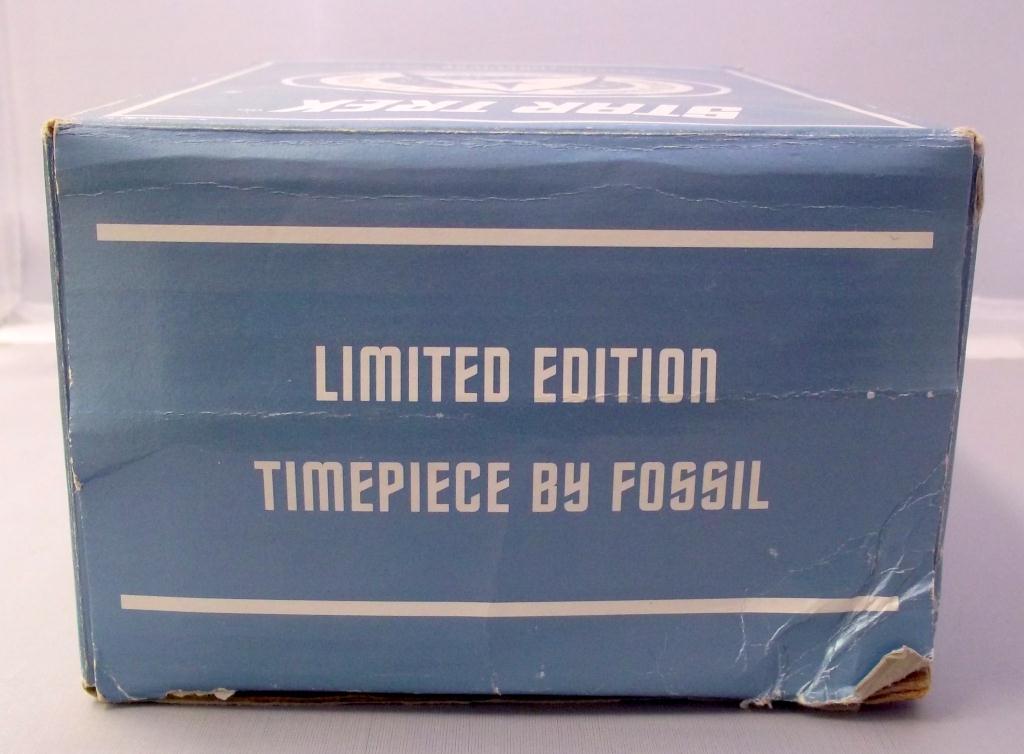 STAR TREK
LIMITED EDITION
TIMEPIECE BY FOSSIL